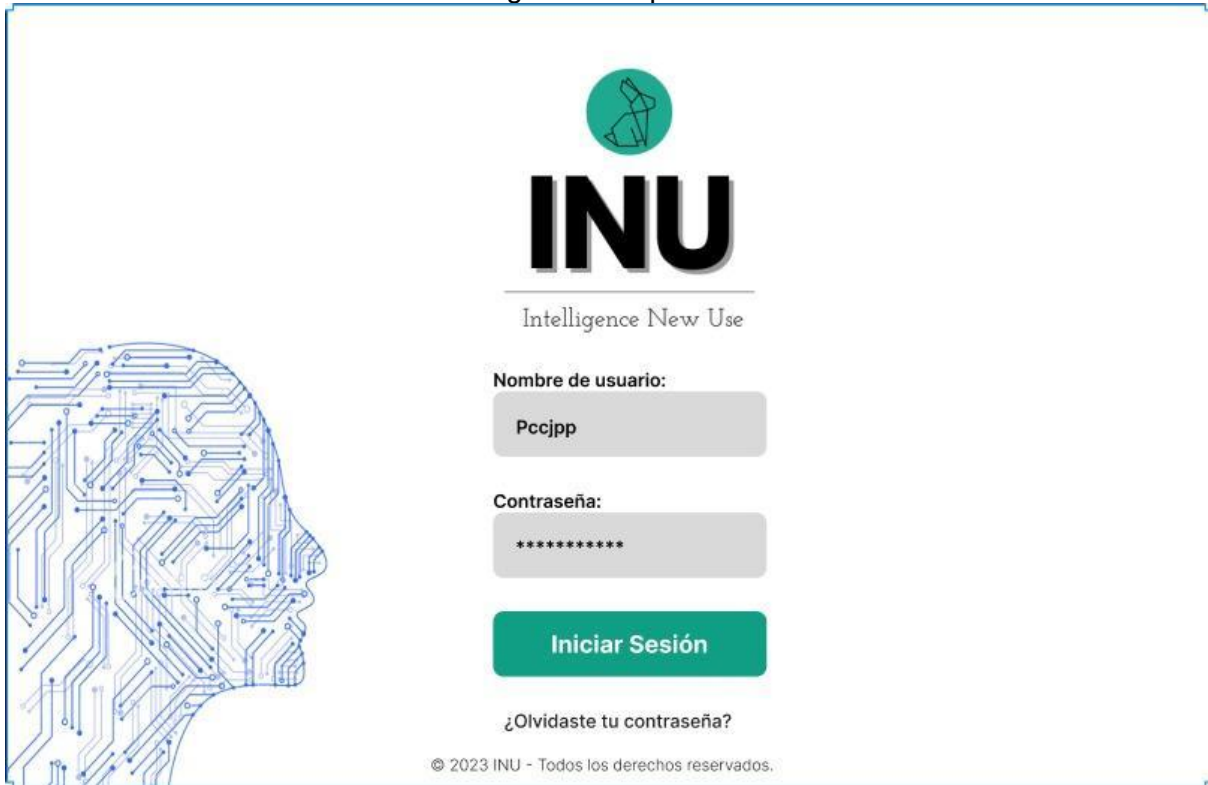 INU
Intelligence New Use
Nombre de usuario:
Pccjpp
Contraseña:
***********
Iniciar Sesión
¿Olvidaste tu contraseña?
© 2023 INU - Todos los derechos reservados.